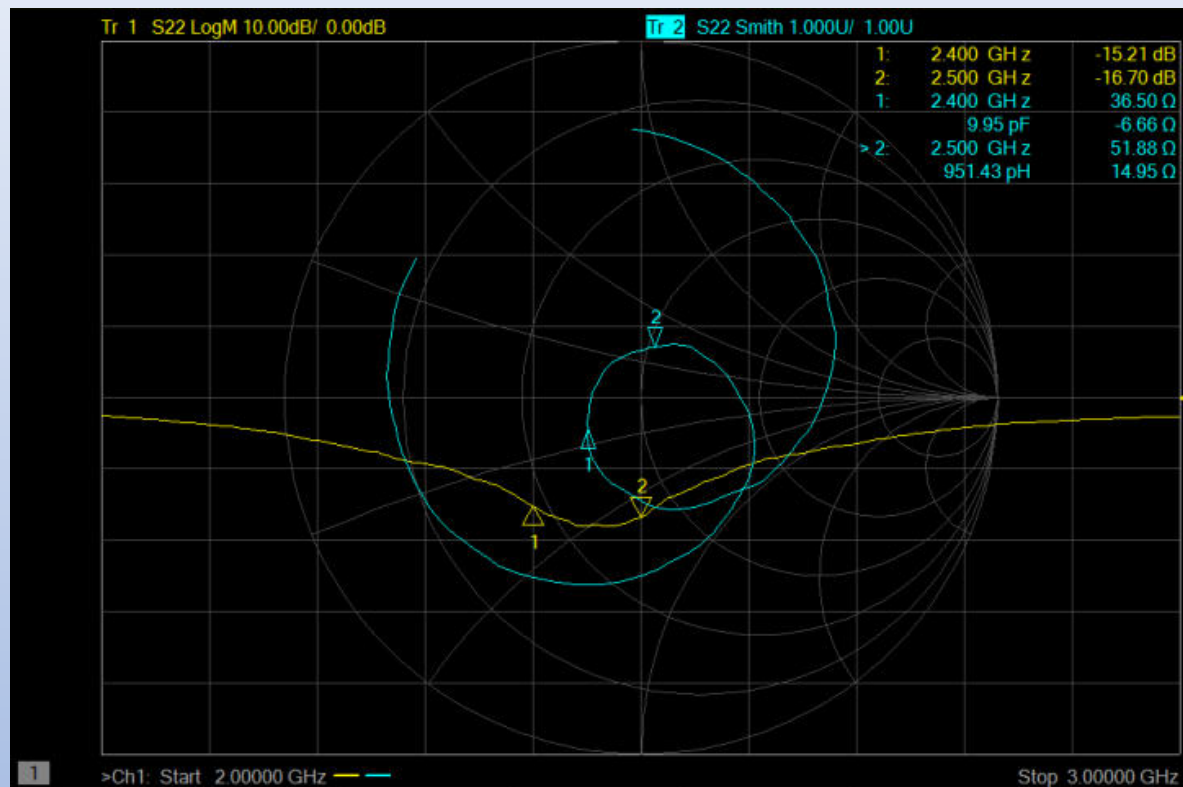 Tr 1 S22 LogM 10.00dB/ 0.00dB
Tr 2 S22 Smith 1.000U/ 1.00U
1: 2.400 GHz -15.21 dB
2: 2.500 GHz -16.70 dB
1: 2.400 GHz 36.50 Ω
9.95 pF -6.66 Ω
> 2: 2.500 GHz 51.88 Ω
951.43 pH 14.95 Ω
2
1
2
1
1
>Ch1: Start 2.00000 GHz
Stop 3.00000 GHz